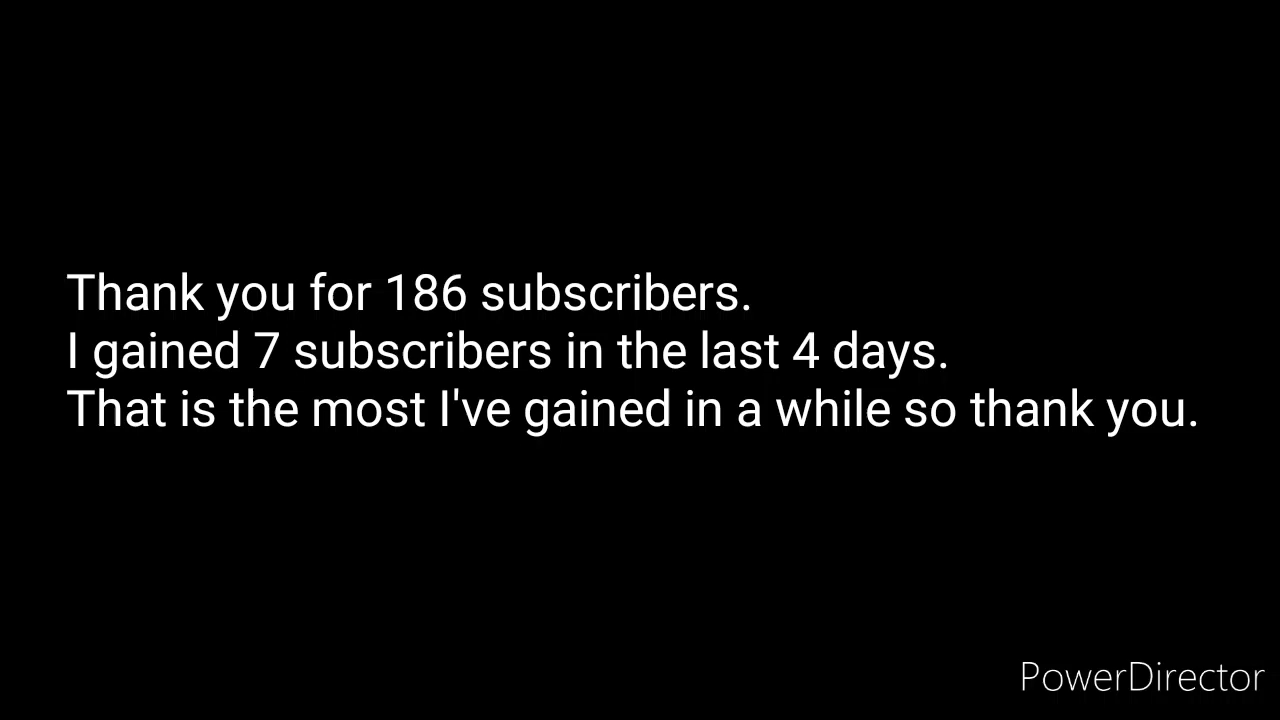 Thank you for 186 subscribers.
I gained 7 subscribers in the last 4 days.
That is the most I've gained in a while so thank you.
PowerDirector